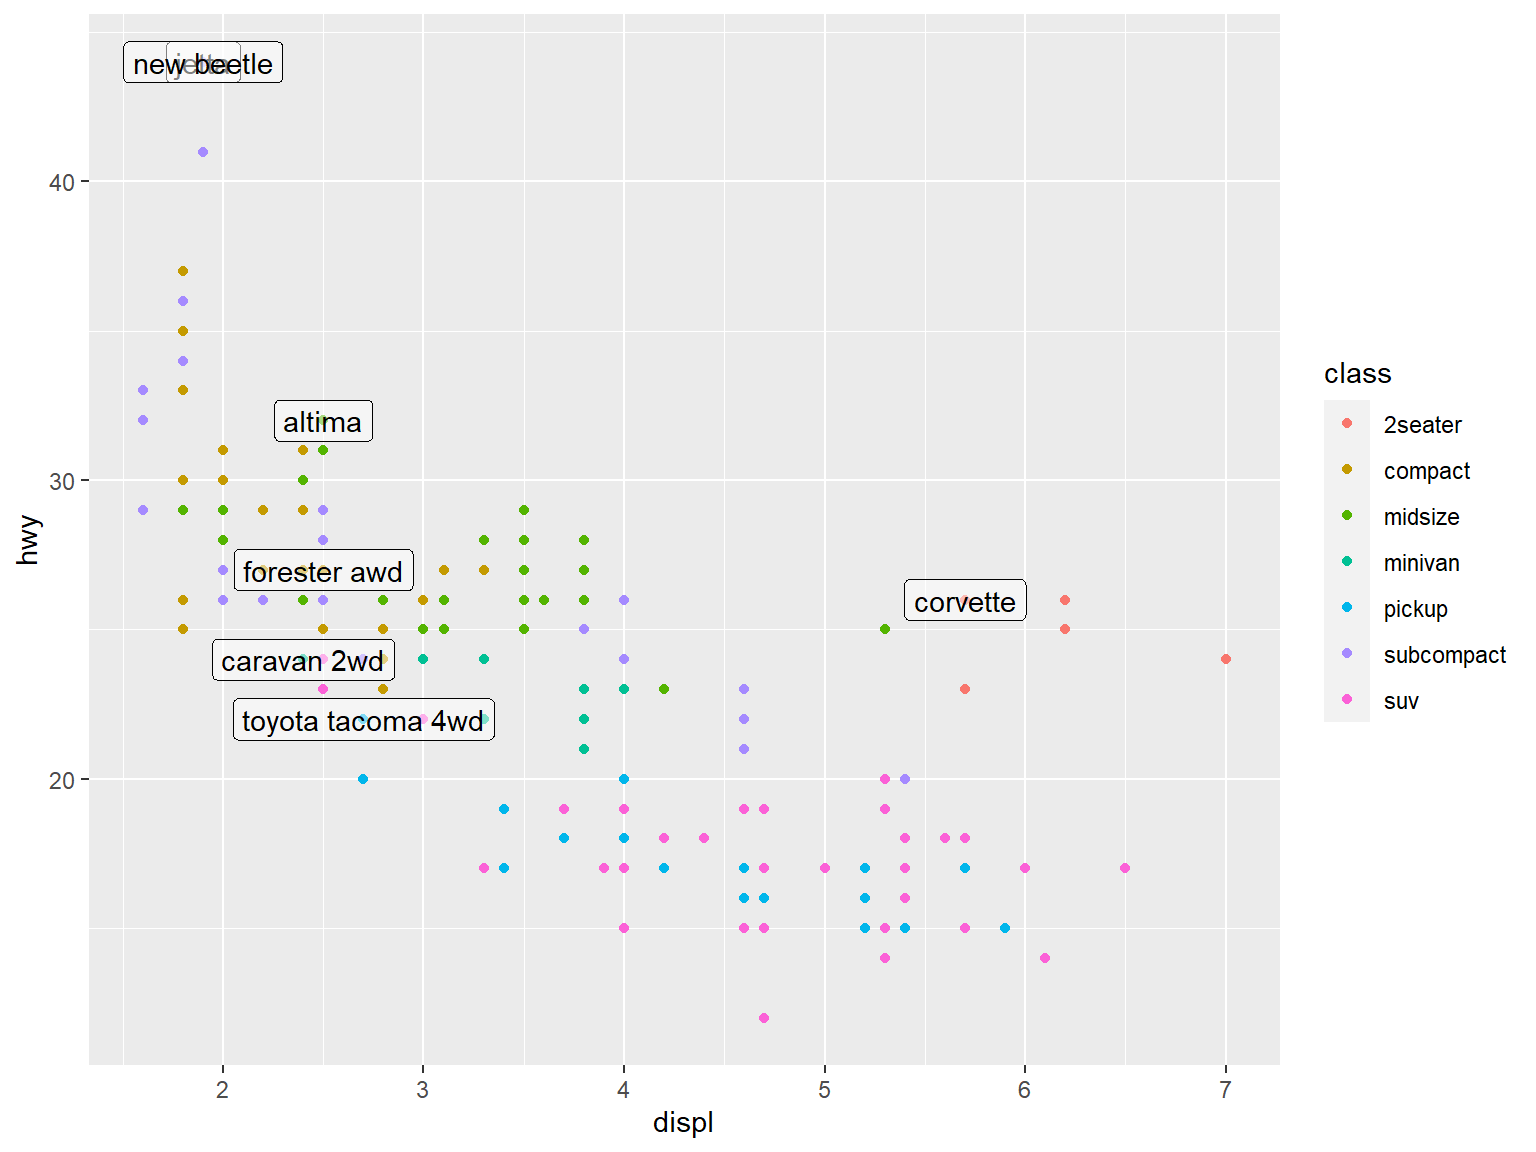 new beetle
jetta
40
altima
30
hwy
forester awd
corvette
caravan 2wd
toyota tacoma 4wd
20
2 3 4 5 6 7
displ
class
2seater
compact
midsize
minivan
pickup
subcompact
suv